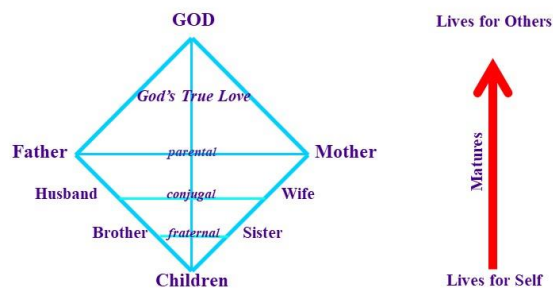 GOD
Lives for Others
God's True Love
Father parental Mother
Matures
Husband conjugal Wife
Brother fraternal Sister
Children
Lives for Self